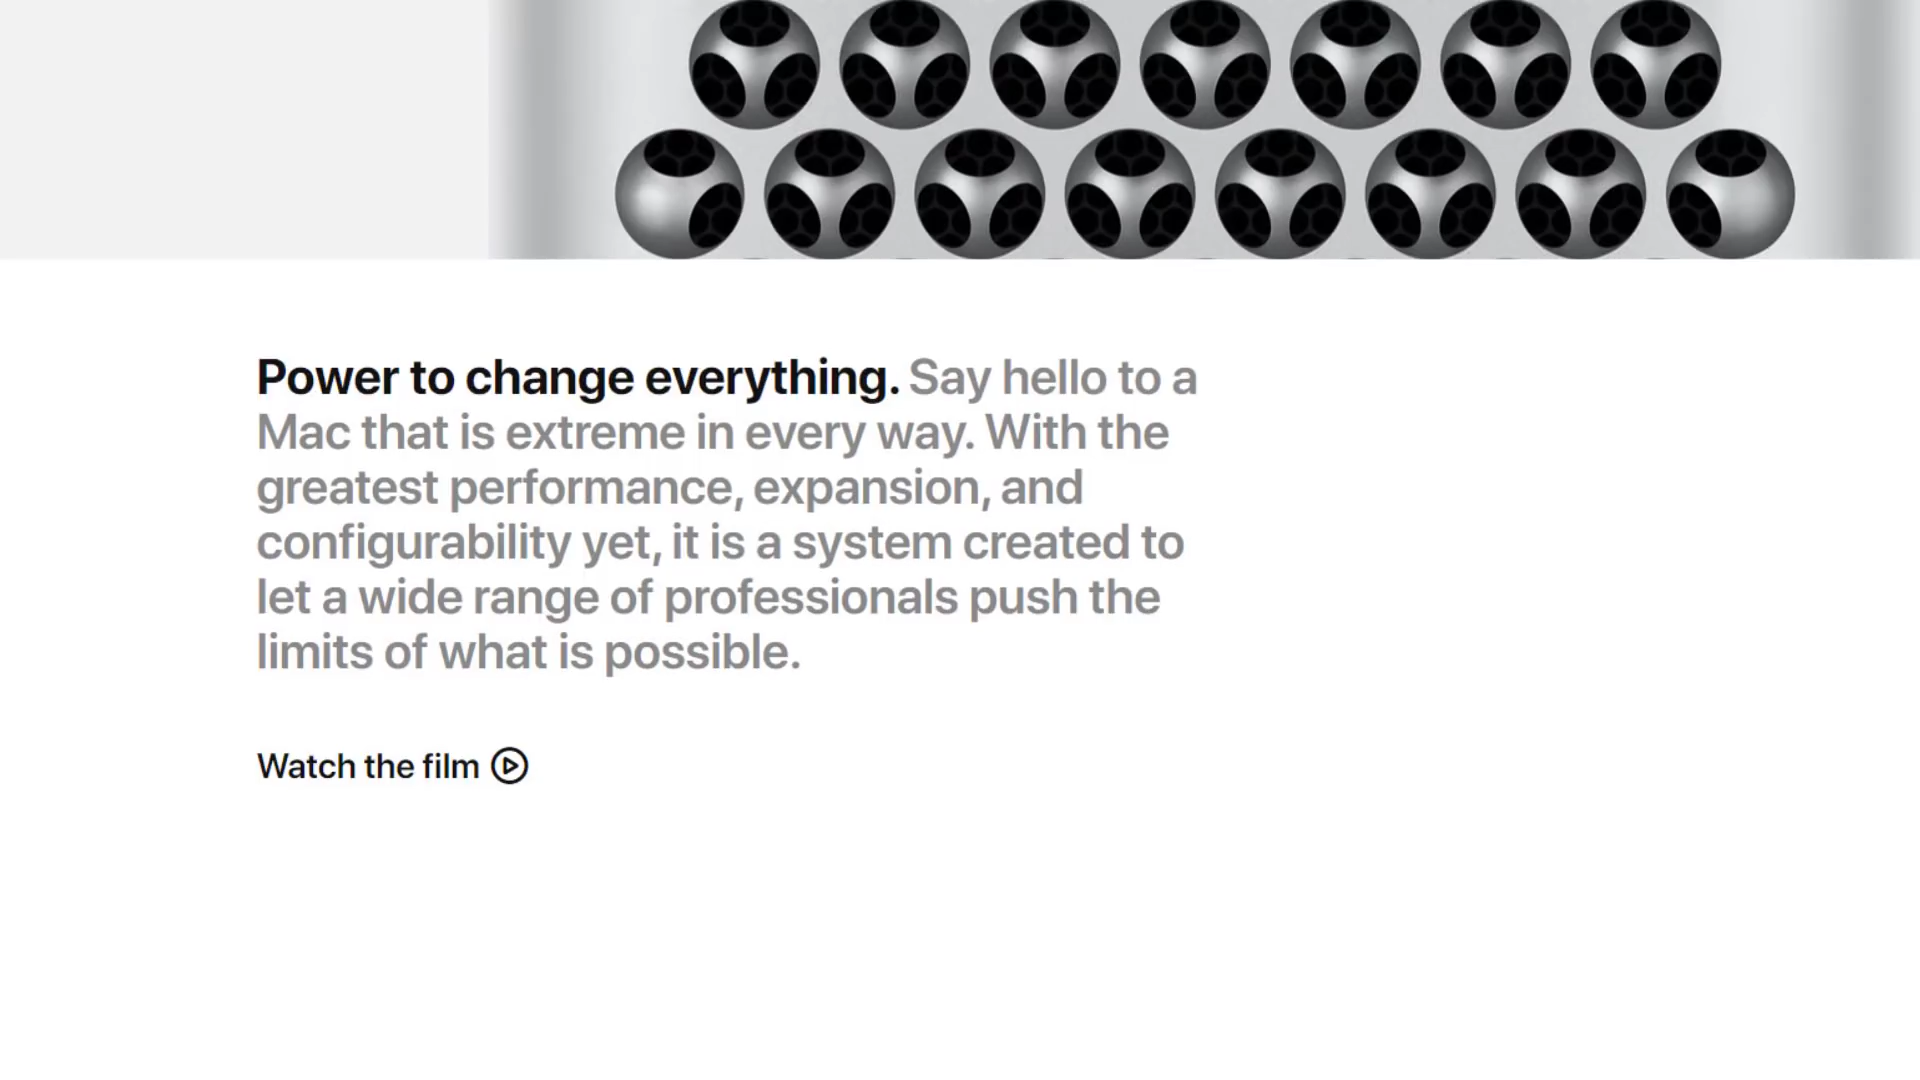 Power to change everything. Say hello to a
Mac that is extreme in every way. With the
greatest performance, expansion, and
configurability yet, it is a system created to
let a wide range of professionals push the
limits of what is possible.
Watch the film